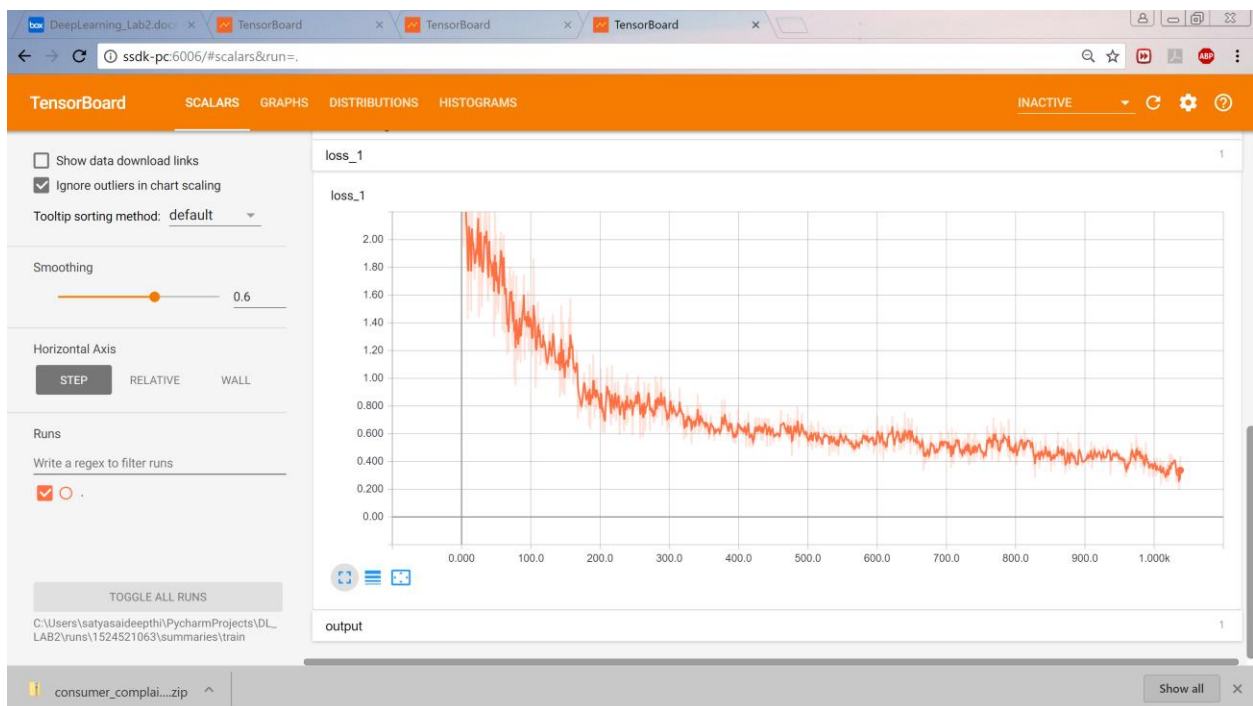 DeepLearning_Lab2.doc
TensorBoard
TensorBoard
TensorBoard
ssdk-pc:6006/#scalars&run=.
ABP
TensorBoard SCALARS GRAPHS DISTRIBUTIONS HISTOGRAMS INACTIVE
Show data download links
Ignore outliers in chart scaling
Tooltip sorting method: default
Smoothing
0.6
Horizontal Axis
STEP RELATIVE WALL
Runs
Write a regex to filter runs
.
TOGGLE ALL RUNS
C:\Users\satyasaideepthi\PycharmProjects\DL_
LAB2\runs\1524521063\summaries\train
loss_1 1
loss_1
2.00
1.80
1.60
1.40
1.20
1.00
0.800
0.600
0.400
0.200
0.00
0.000 100.0 200.0 300.0 400.0 500.0 600.0 700.0 800.0 900.0 1.000k
output 1
consumer_complai....zip
Show all